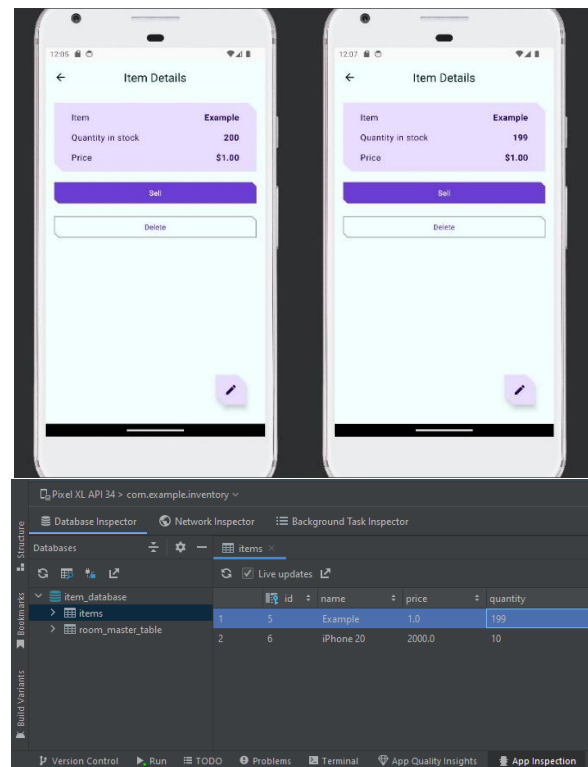 12:05
Item Details
Item Example
Quantity in stock 200
Price $1.00
Sell
Delete
12:07
Item Details
Item Example
Quantity in stock 199
Price $1.00
Sell
Delete
Pixel XL API 34 > com.example.inventory
Database Inspector Network Inspector Background Task Inspector
Databases items
Live updates
item_database
items
room_master_table
id name price quantity
1 5 Example 1.0 199
2 6 iPhone 20 2000.0 10
Structure
Bookmarks
Build Variants
Version Control Run TODO Problems Terminal App Quality Insights App Inspection